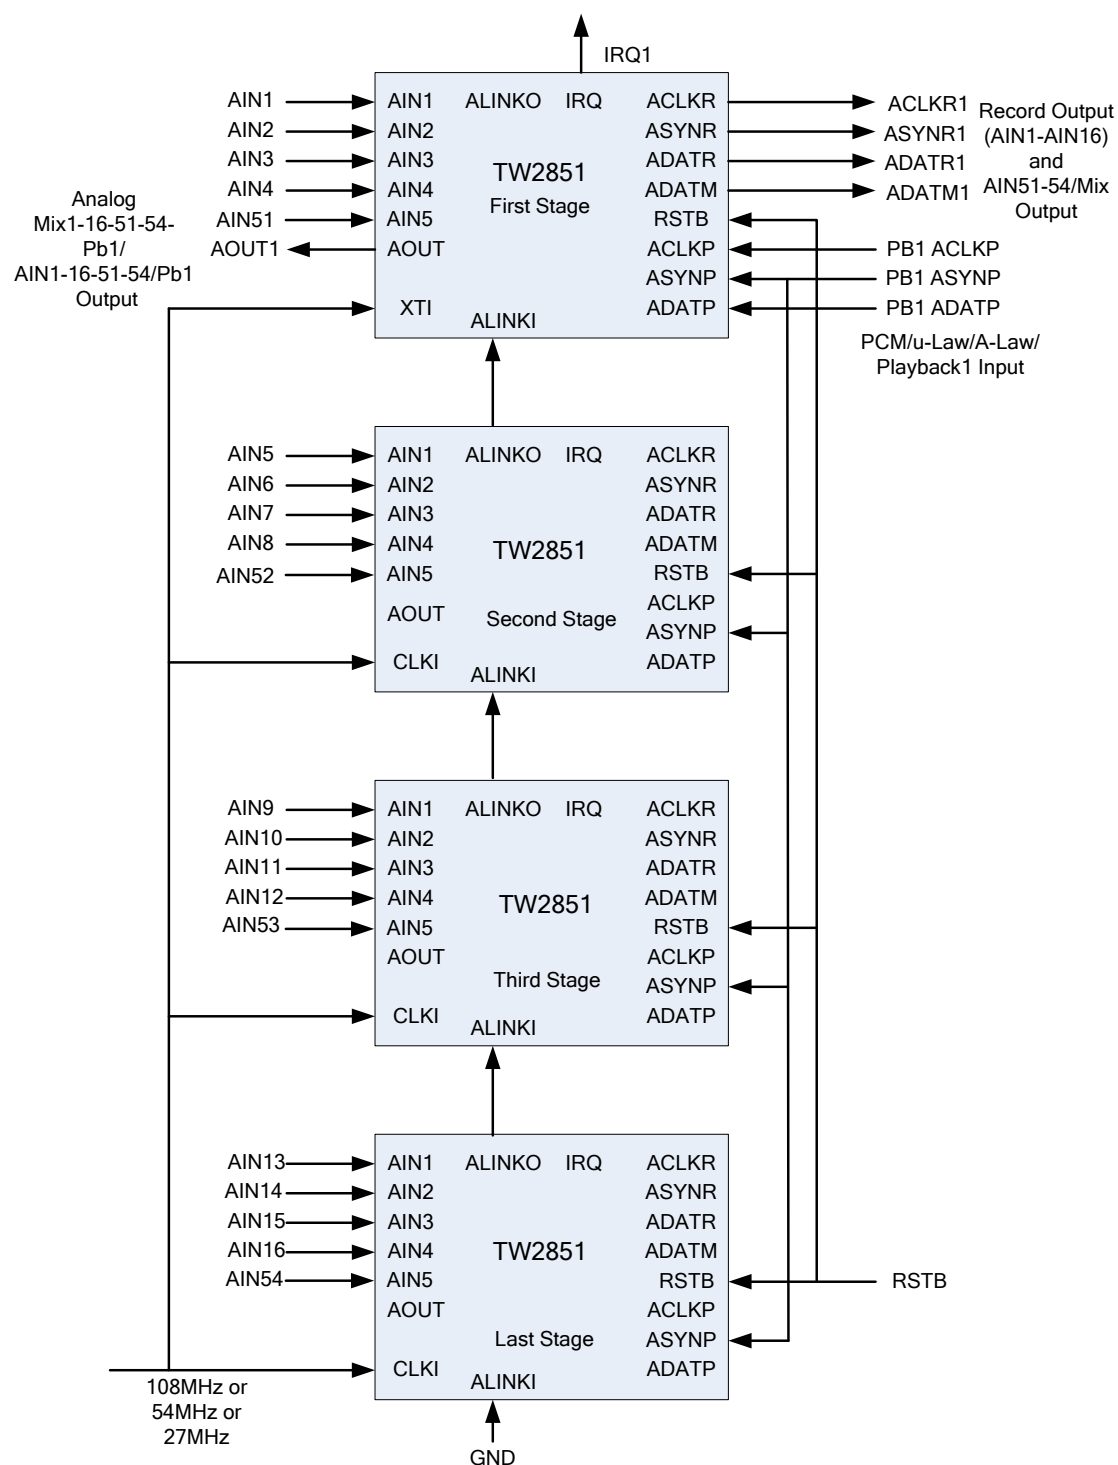 IRQ1
AIN1 AIN1 ALINKO IRQ ACLKR ACLKR1
AIN2 AIN2 ASYNR ASYNR1
AIN3 AIN3 ADATR ADATR1
AIN4 AIN4 ADATM ADATM1
AIN51 AIN5 RSTB
AOUT1 AOUT ACLKP PB1 ACLKP
ASYNP PB1 ASYNP
XTI ADATP PB1 ADATP
ALINKI
TW2851
First Stage
Record Output
(AIN1-AIN16)
and
AIN51-54/Mix
Output
Analog
Mix1-16-51-54-
Pb1/
AIN1-16-51-54/Pb1
Output
PCM/u-Law/A-Law/
Playback1 Input
AIN5 AIN1 ALINKO IRQ ACLKR
AIN6 AIN2 ASYNR
AIN7 AIN3 ADATR
AIN8 AIN4 ADATM
TW2851
AIN52 AIN5 RSTB
AOUT ACLKP
Second Stage ASYNP
CLKI ADATP
ALINKI
AIN9 AIN1 ALINKO IRQ ACLKR
AIN10 AIN2 ASYNR
AIN11 AIN3 ADATR
AIN12 AIN4 ADATM
TW2851
AIN53 AIN5 RSTB
AOUT ACLKP
Third Stage ASYNP
CLKI ADATP
ALINKI
AIN13 AIN1 ALINKO IRQ ACLKR
AIN14 AIN2 ASYNR
AIN15 AIN3 ADATR
AIN16 AIN4 TW2851 ADATM
AIN54 AIN5 RSTB RSTB
AOUT ACLKP
Last Stage ASYNP
CLKI ADATP
ALINKI
108MHz or
54MHz or
27MHz
GND